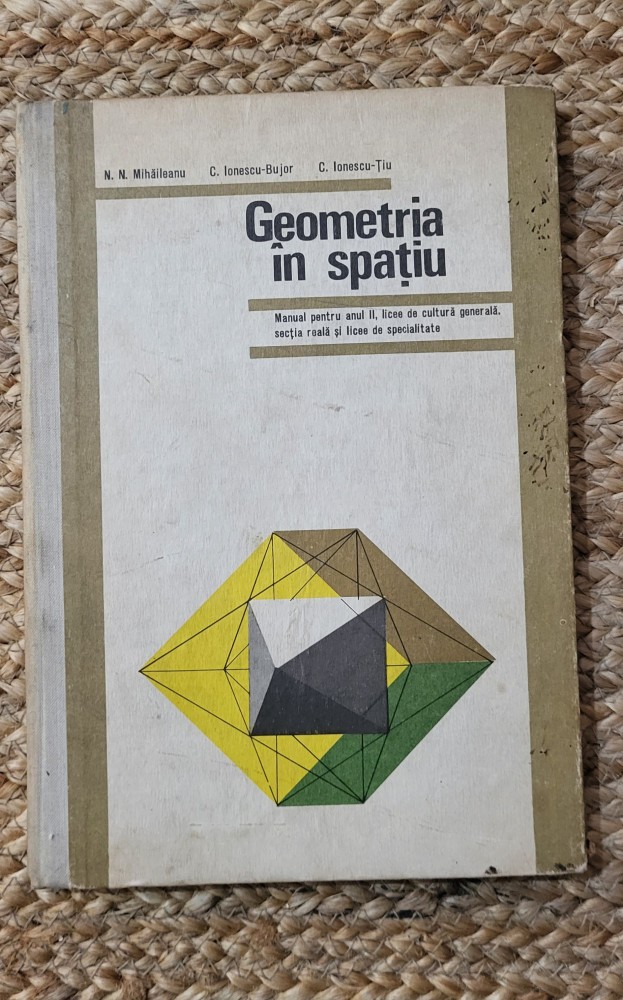 N. N. Mihăileanu C. Ionescu-Bujor C. Ionescu-Țiu
Geometria
în spațiu
Manual pentru anul II, licee de cultură generală,
secția reală și licee de specialitate